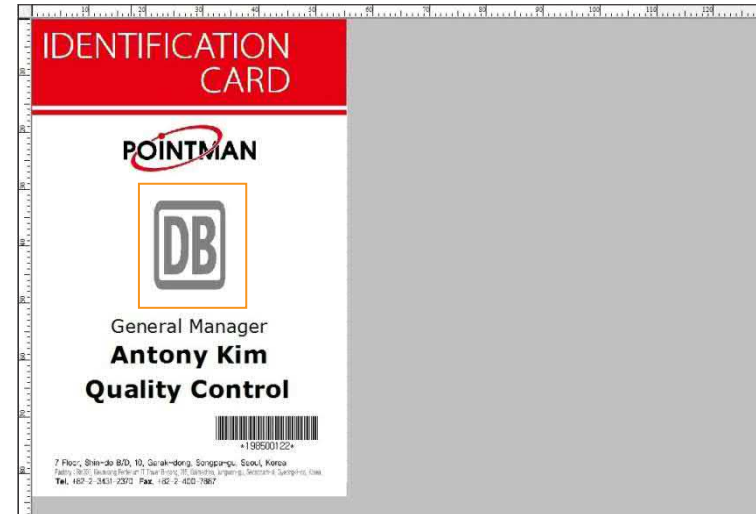 IDENTIFICATION
CARD
POINTMAN
DB
General Manager
Antony Kim
Quality Control
*198500122*
7 Floor, Shin-do B/D, 10, Garak-dong, Songpa-gu, Seoul, Korea
Tel. +82-2-3431-2370 Fax. +82-2-400-7887